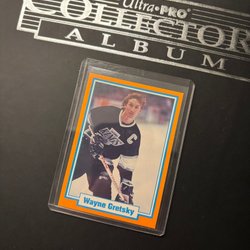 Ultra•PRO
COLLECTOR
ALBUM
C
Wayne Gretsky